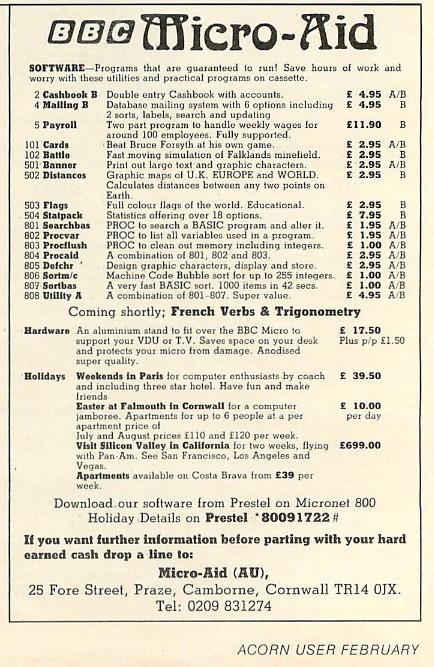 BBC Micro-Aid
SOFTWARE—Programs that are guaranteed to run! Save hours of work and
worry with these utilities and practical programs on cassette.
2 Cashbook B Double entry Cashbook with accounts. £ 4.95 A/B
4 Mailing B Database mailing system with 6 options including £ 4.95 B
2 sorts, labels, search and updating
5 Payroll Two part program to handle weekly wages for £11.90 B
around 100 employees. Fully supported.
101 Cards Beat Bruce Forsyth at his own game. £ 2.95 A/B
102 Battle Fast moving simulation of Falklands minefield. £ 2.95 B
501 Banner Print out large text and graphic characters. £ 2.95 A/B
502 Distances Graphic maps of U.K. EUROPE and WORLD. £ 2.95 B
Calculates distances between any two points on
Earth.
503 Flags Full colour flags of the world. Educational. £ 2.95 B
504 Statpack Statistics offering over 18 options. £ 7.95 B
801 Searchbas PROC to search a BASIC program and alter it. £ 1.95 A/B
802 Procvar PROC to list all variables used in a program. £ 1.95 A/B
803 Procflush PROC to clean out memory including integers. £ 1.00 A/B
804 Procaid A combination of 801, 802 and 803. £ 2.95 A/B
805 Defchr Design graphic characters, display and store. £ 2.95 A/B
806 Sortm/c Machine Code Bubble sort for up to 255 integers. £ 1.00 A/B
807 Sortbas A very fast BASIC sort. 1000 items in 42 secs. £ 1.00 A/B
808 Utility A A combination of 801-807. Super value. £ 4.95 A/B
Coming shortly; French Verbs & Trigonometry
Hardware An aluminium stand to fit over the BBC Micro to £ 17.50
support your VDU or T.V. Saves space on your desk Plus p/p £1.50
and protects your micro from damage. Anodised
super quality.
Holidays Weekends in Paris for computer enthusiasts by coach £ 39.50
and including three star hotel. Have fun and make
friends
Easter at Falmouth in Cornwall for a computer £ 10.00
jamboree. Apartments for up to 6 people at a per per day
apartment price of
July and August prices £110 and £120 per week.
Visit Silicon Valley in California for two weeks, flying £699.00
with Pan-Am. See San Francisco, Los Angeles and
Vegas.
Apartments available on Costa Brava from £39 per
week.
Download our software from Prestel on Micronet 800
Holiday Details on Prestel *80091722#
If you want further information before parting with your hard
earned cash drop a line to:
Micro-Aid (AU),
25 Fore Street, Praze, Camborne, Cornwall TR14 0JX.
Tel: 0209 831274
ACORN USER FEBRUARY